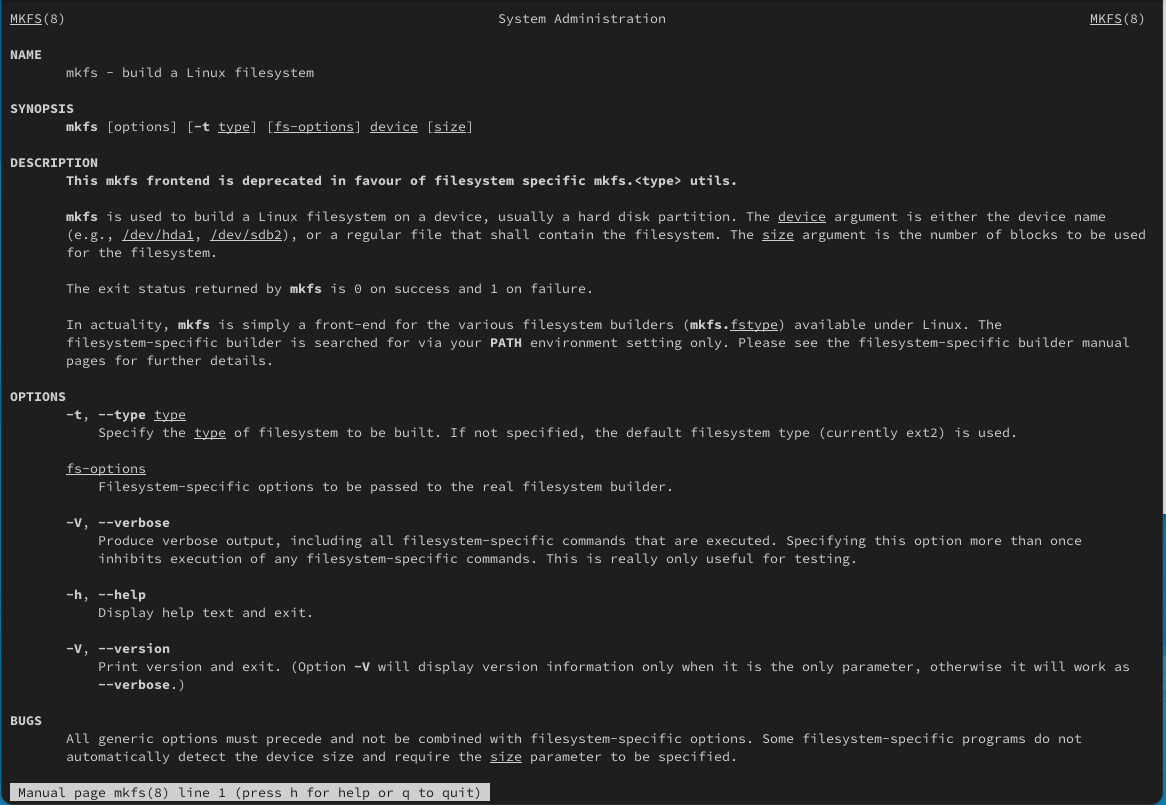 MKFS(8) System Administration MKFS(8)
NAME
mkfs - build a Linux filesystem
SYNOPSIS
mkfs [options] [-t type] [fs-options] device [size]
DESCRIPTION
This mkfs frontend is deprecated in favour of filesystem specific mkfs.<type> utils.
mkfs is used to build a Linux filesystem on a device, usually a hard disk partition. The device argument is either the device name
(e.g., /dev/hda1, /dev/sdb2), or a regular file that shall contain the filesystem. The size argument is the number of blocks to be used
for the filesystem.
The exit status returned by mkfs is 0 on success and 1 on failure.
In actuality, mkfs is simply a front-end for the various filesystem builders (mkfs.fstype) available under Linux. The
filesystem-specific builder is searched for via your PATH environment setting only. Please see the filesystem-specific builder manual
pages for further details.
OPTIONS
-t, --type type
Specify the type of filesystem to be built. If not specified, the default filesystem type (currently ext2) is used.
fs-options
Filesystem-specific options to be passed to the real filesystem builder.
-V, --verbose
Produce verbose output, including all filesystem-specific commands that are executed. Specifying this option more than once
inhibits execution of any filesystem-specific commands. This is really only useful for testing.
-h, --help
Display help text and exit.
-V, --version
Print version and exit. (Option -V will display version information only when it is the only parameter, otherwise it will work as
--verbose.)
BUGS
All generic options must precede and not be combined with filesystem-specific options. Some filesystem-specific programs do not
automatically detect the device size and require the size parameter to be specified.
Manual page mkfs(8) line 1 (press h for help or q to quit)